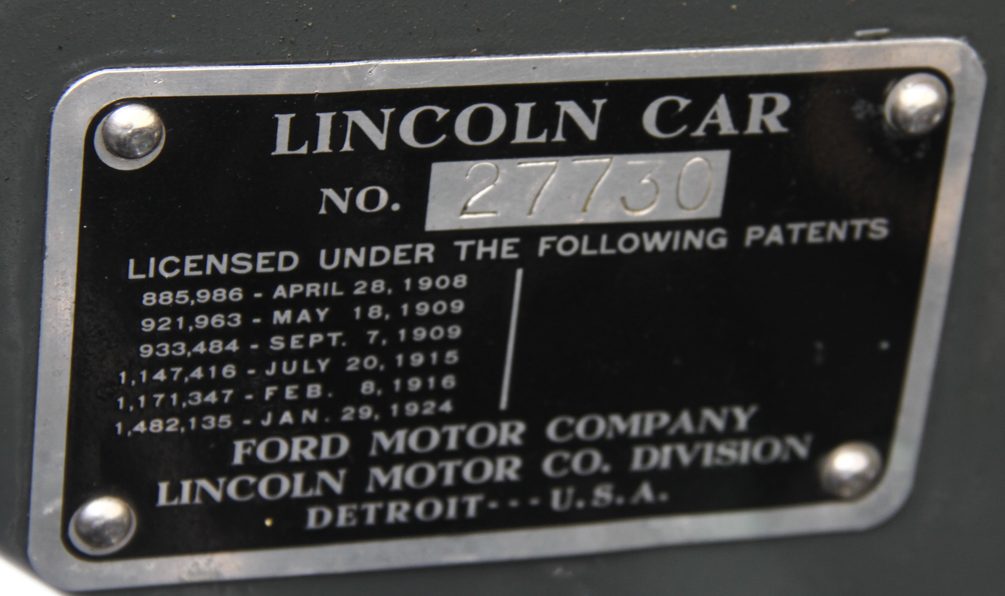 LINCOLN CAR
NO. 27730
LICENSED UNDER THE FOLLOWING PATENTS
885,986 - APRIL 28, 1908
921,963 - MAY 18, 1909
933,484 - SEPT. 7, 1909
1,147,416 - JULY 20, 1915
1,171,347 - FEB. 8, 1916
1,482,135 - JAN. 29, 1924
FORD MOTOR COMPANY
LINCOLN MOTOR CO. DIVISION
DETROIT--- U.S.A.